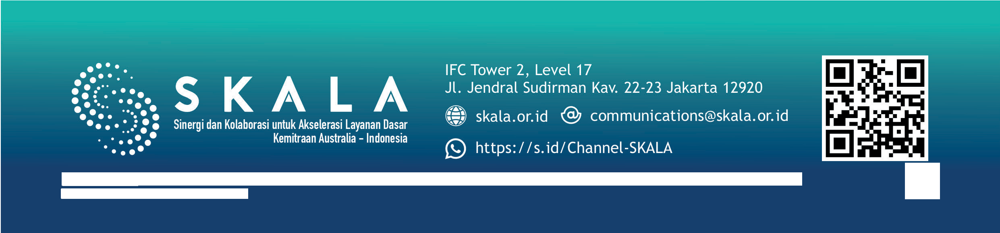 SKALA
Sinergi dan Kolaborasi untuk Akselerasi Layanan Dasar
Kemitraan Australia – Indonesia
IFC Tower 2, Level 17
Jl. Jendral Sudirman Kav. 22-23 Jakarta 12920
skala.or.id communications@skala.or.id
https://s.id/Channel-SKALA